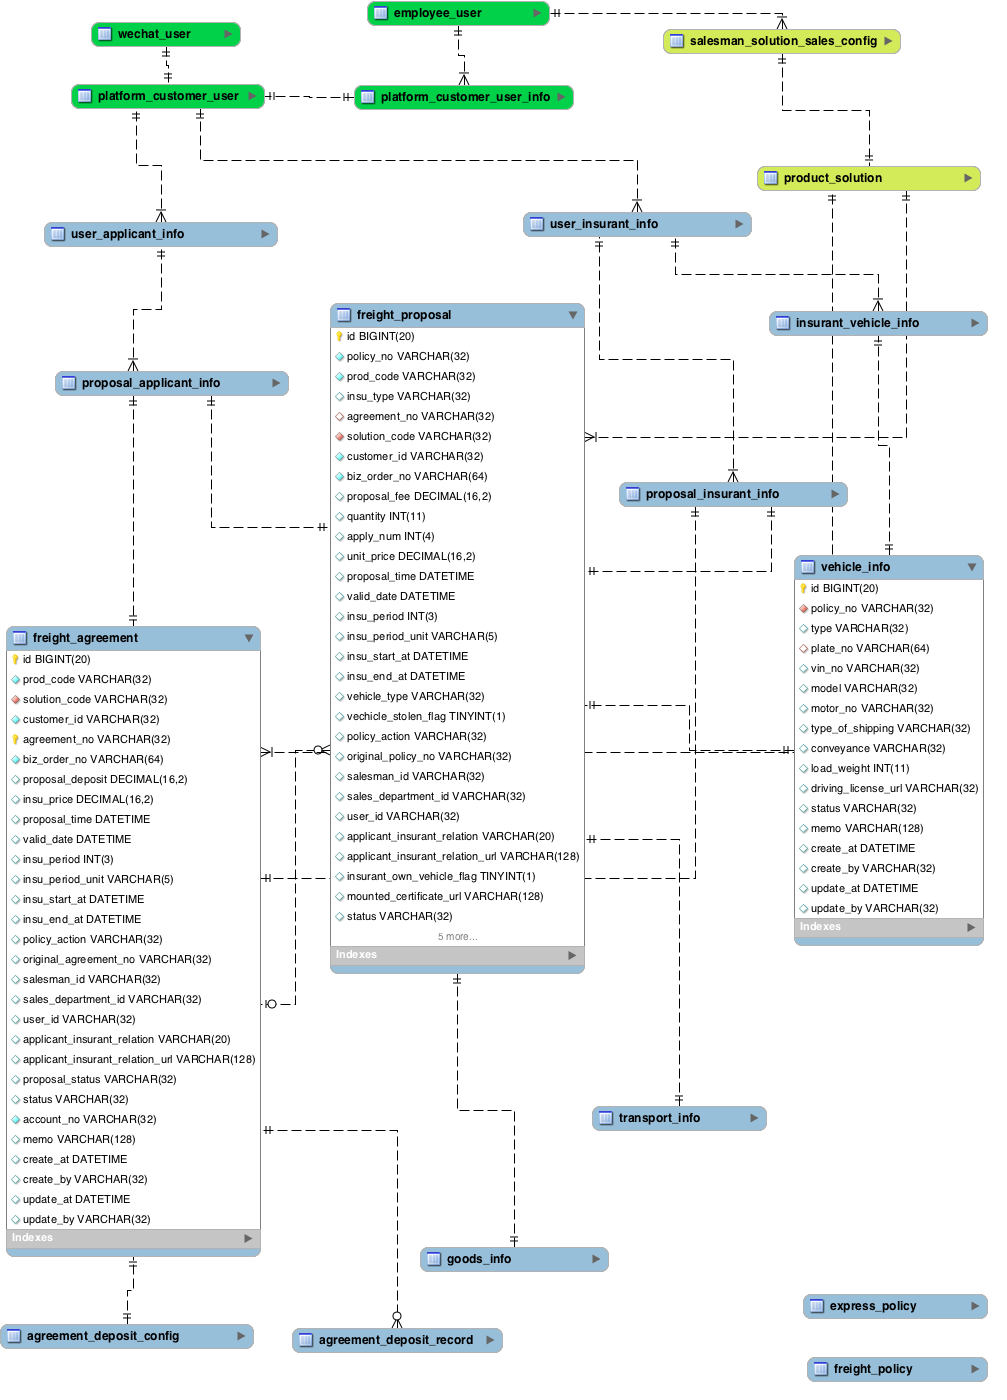 employee_user
wechat_user
salesman_solution_sales_config
platform_customer_user
platform_customer_user_info
product_solution
user_applicant_info
user_insurant_info
insurant_vehicle_info
proposal_applicant_info
proposal_insurant_info
freight_proposal
id BIGINT(20)
policy_no VARCHAR(32)
prod_code VARCHAR(32)
insu_type VARCHAR(32)
agreement_no VARCHAR(32)
solution_code VARCHAR(32)
customer_id VARCHAR(32)
biz_order_no VARCHAR(64)
proposal_fee DECIMAL(16,2)
quantity INT(11)
apply_num INT(4)
unit_price DECIMAL(16,2)
proposal_time DATETIME
valid_date DATETIME
insu_period INT(3)
insu_period_unit VARCHAR(5)
insu_start_at DATETIME
insu_end_at DATETIME
vehicle_type VARCHAR(32)
vechicle_stolen_flag TINYINT(1)
policy_action VARCHAR(32)
original_policy_no VARCHAR(32)
salesman_id VARCHAR(32)
sales_department_id VARCHAR(32)
user_id VARCHAR(32)
applicant_insurant_relation VARCHAR(20)
applicant_insurant_relation_url VARCHAR(128)
insurant_own_vehicle_flag TINYINT(1)
mounted_certificate_url VARCHAR(128)
status VARCHAR(32)
5 more...
Indexes
vehicle_info
id BIGINT(20)
policy_no VARCHAR(32)
type VARCHAR(32)
plate_no VARCHAR(64)
vin_no VARCHAR(32)
model VARCHAR(32)
motor_no VARCHAR(32)
type_of_shipping VARCHAR(32)
conveyance VARCHAR(32)
load_weight INT(11)
driving_license_url VARCHAR(32)
status VARCHAR(32)
memo VARCHAR(128)
create_at DATETIME
create_by VARCHAR(32)
update_at DATETIME
update_by VARCHAR(32)
Indexes
freight_agreement
id BIGINT(20)
prod_code VARCHAR(32)
solution_code VARCHAR(32)
customer_id VARCHAR(32)
agreement_no VARCHAR(32)
biz_order_no VARCHAR(64)
proposal_deposit DECIMAL(16,2)
insu_price DECIMAL(16,2)
proposal_time DATETIME
valid_date DATETIME
insu_period INT(3)
insu_period_unit VARCHAR(5)
insu_start_at DATETIME
insu_end_at DATETIME
policy_action VARCHAR(32)
original_agreement_no VARCHAR(32)
salesman_id VARCHAR(32)
sales_department_id VARCHAR(32)
user_id VARCHAR(32)
applicant_insurant_relation VARCHAR(20)
applicant_insurant_relation_url VARCHAR(128)
proposal_status VARCHAR(32)
status VARCHAR(32)
account_no VARCHAR(32)
memo VARCHAR(128)
create_at DATETIME
create_by VARCHAR(32)
update_at DATETIME
update_by VARCHAR(32)
Indexes
transport_info
goods_info
express_policy
agreement_deposit_config
agreement_deposit_record
freight_policy